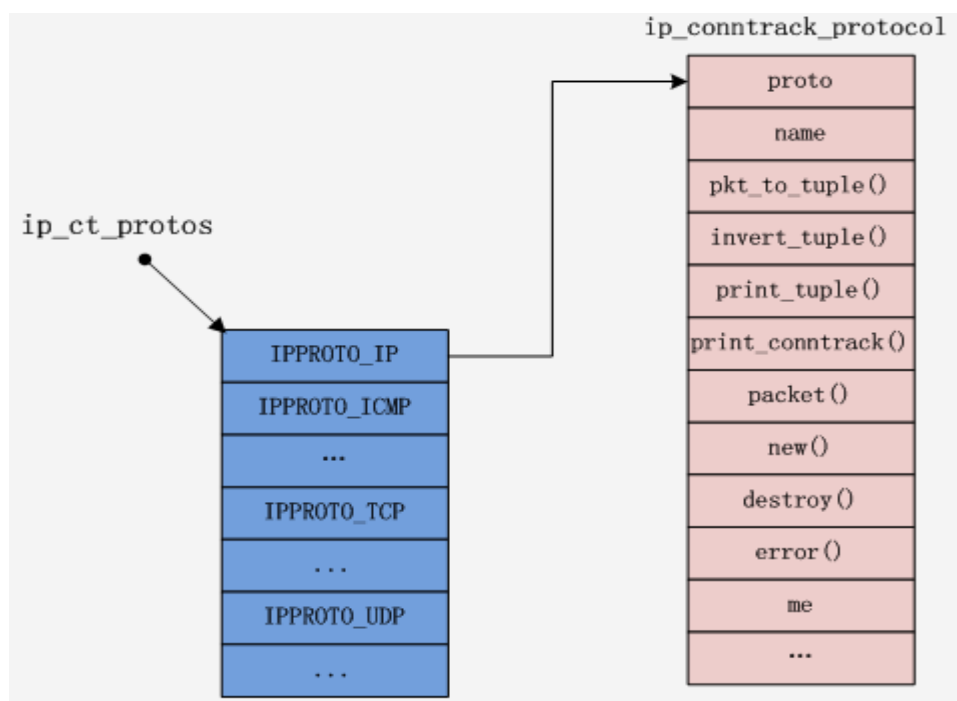 ip_conntrack_protocol
proto
name
pkt_to_tuple()
invert_tuple()
print_tuple()
print_conntrack()
packet()
new()
destroy()
error()
me
...
ip_ct_protos
IPPROTO_IP
IPPROTO_ICMP
...
IPPROTO_TCP
...
IPPROTO_UDP
...